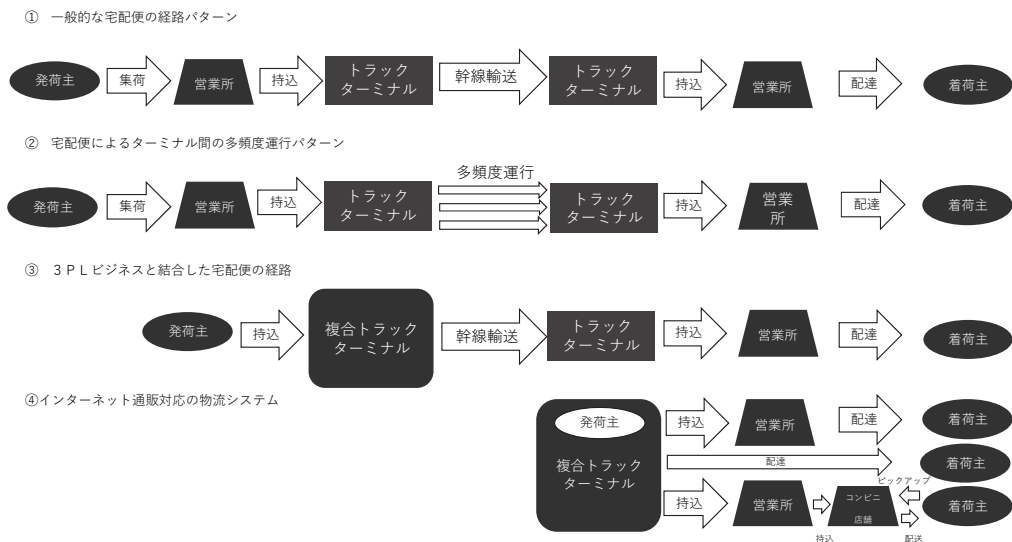 ① 一般的な宅配便の経路パターン
発荷主
集荷
営業所
持込
トラック
ターミナル
幹線輸送
トラック
ターミナル
持込
営業所
配達
着荷主
② 宅配便によるターミナル間の多頻度運行パターン
発荷主
集荷
営業所
持込
トラック
ターミナル
多頻度運行
トラック
ターミナル
持込
営業
所
配達
着荷主
③ 3PLビジネスと結合した宅配便の経路
発荷主
持込
複合トラック
ターミナル
幹線輸送
トラック
ターミナル
持込
営業所
配達
着荷主
④インターネット通販対応の物流システム
発荷主
複合トラック
ターミナル
持込
営業所
配達
着荷主
配達
着荷主
持込
営業所
持込
コンビニ
店舗
ピックアップ
配送
着荷主